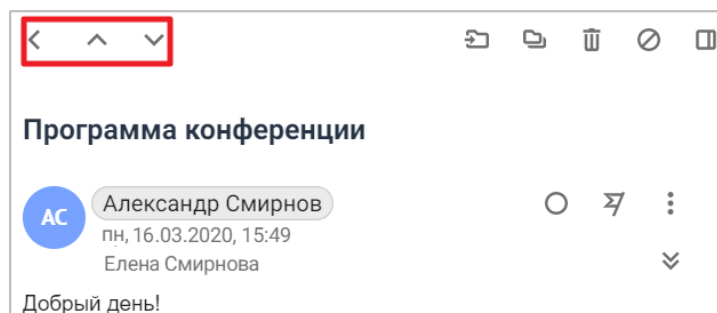 Программа конференции
АС
Александр Смирнов
пн, 16.03.2020, 15:49
Елена Смирнова
Добрый день!